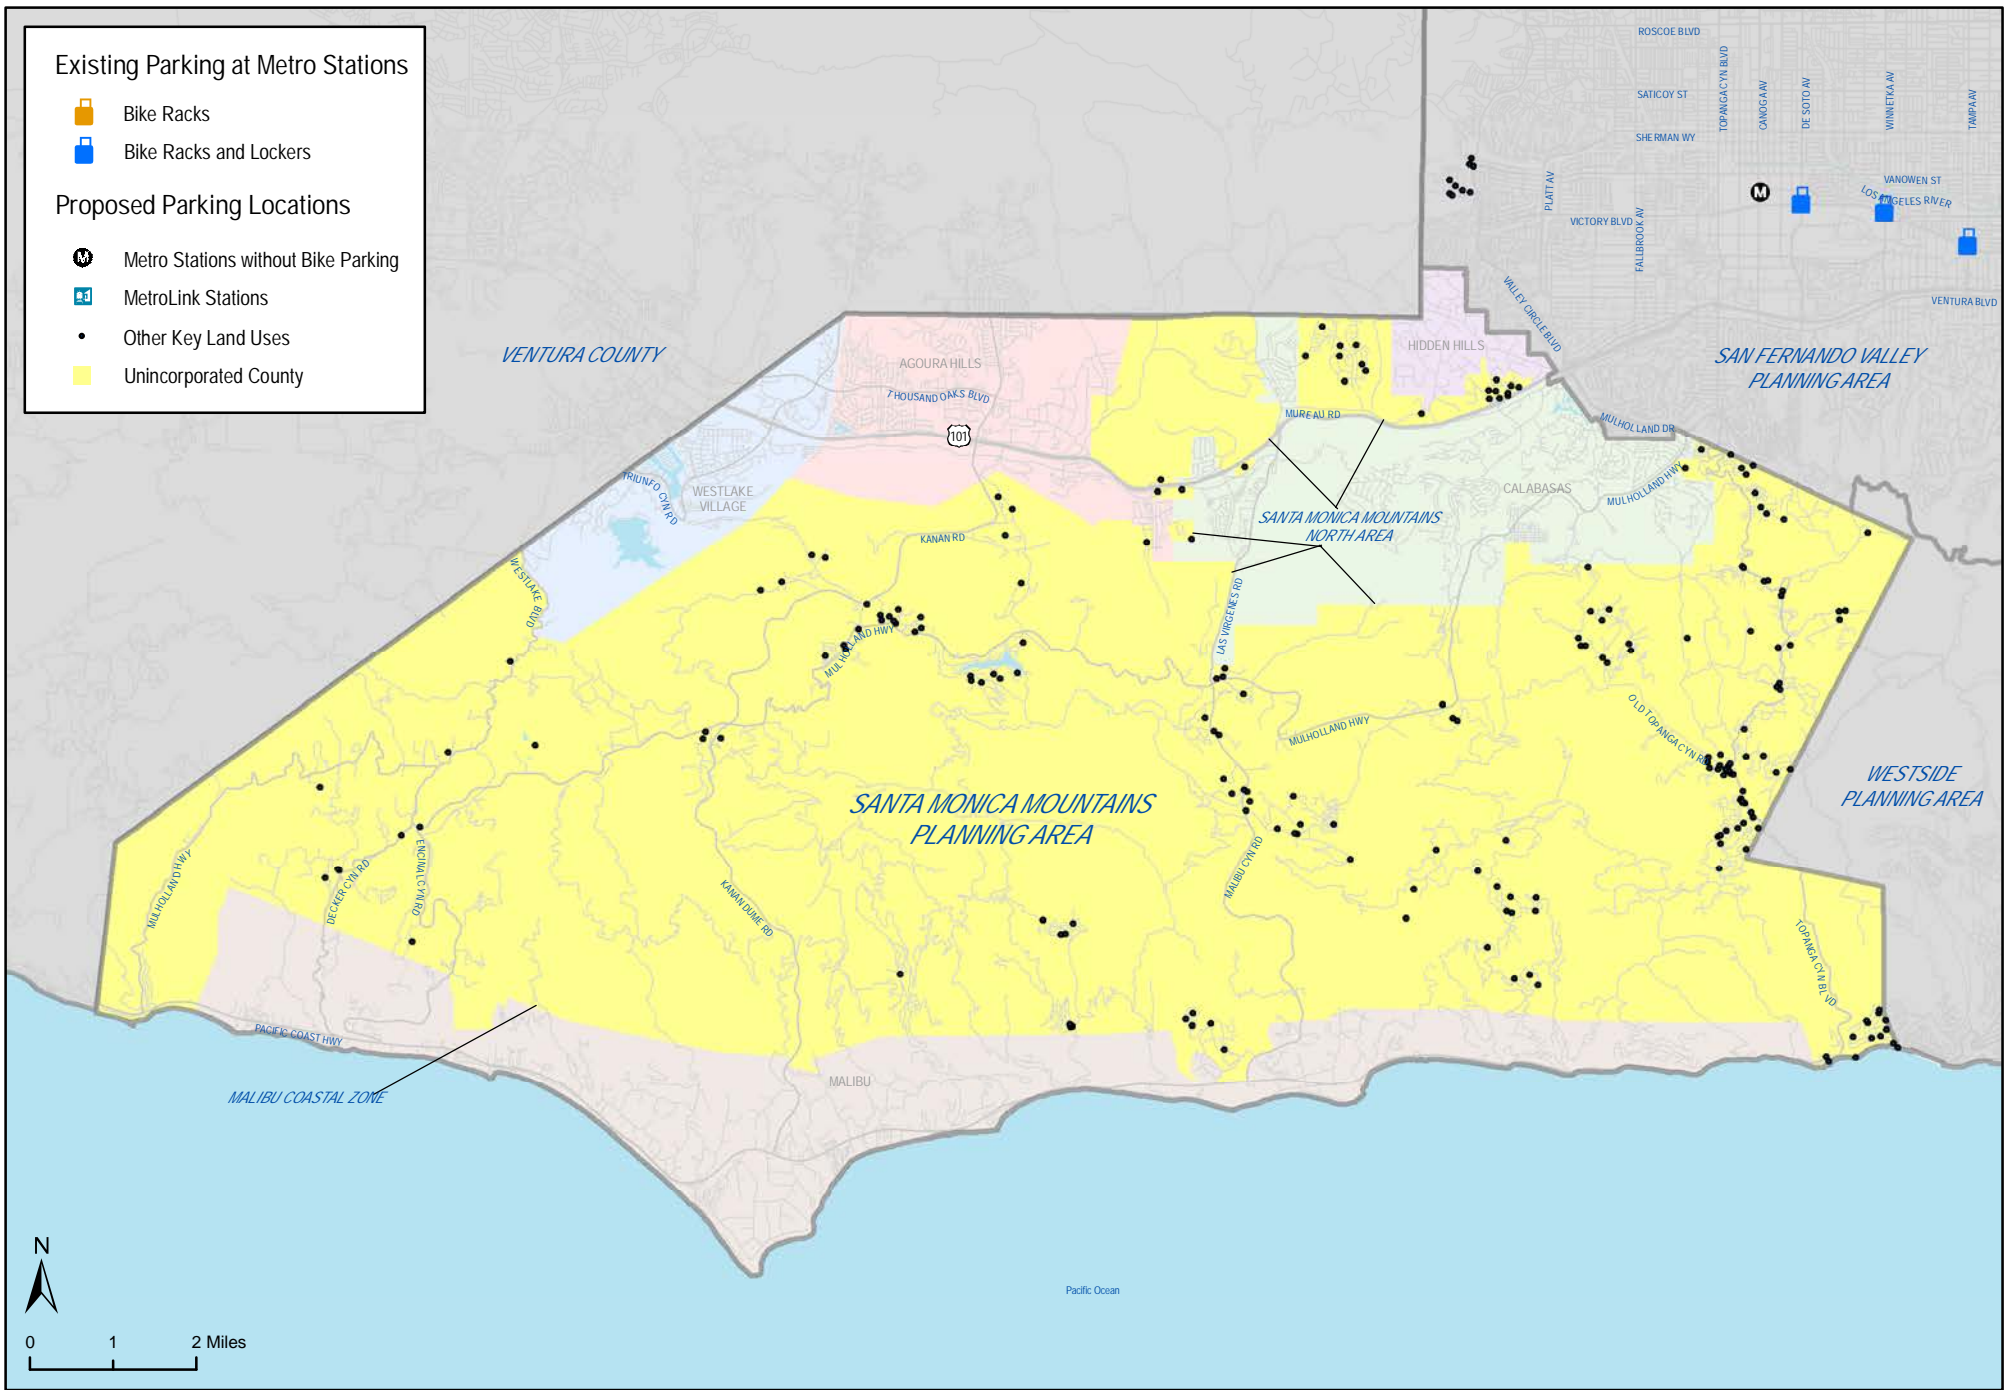 Existing Parking at Metro Stations
Bike Racks
Bike Racks and Lockers
Proposed Parking Locations
M
Metro Stations without Bike Parking
MetroLink Stations
Other Key Land Uses
Unincorporated County
ROSCOE BLVD
SATICOY ST
SHERMAN WY
TOPANGA CYN BLVD
CANOGA AV
DE SOTO AV
WINNETKA AV
TAMPA AV
PLATT AV
VICTORY BLVD
FALLBROOK AV
M
VANOWEN ST
LOS ANGELES RIVER
VENTURA BLVD
VALLEY CIRCLE BLVD
VENTURA COUNTY
SAN FERNANDO VALLEY
PLANNING AREA
AGOURA HILLS
THOUSAND OAKS BLVD
101
HIDDEN HILLS
MUREAU RD
MULHOLLAND DR
MULHOLLAND HWY
CALABASAS
TRIUNFO CYN RD
WESTLAKE
VILLAGE
SANTA MONICA MOUNTAINS
NORTH AREA
KANAN RD
WESTLAKE BLVD
LAS VIRGENES RD
MULHOLLAND HWY
MULHOLLAND HWY
OLD TOPANGA CYN RD
WESTSIDE
PLANNING AREA
SANTA MONICA MOUNTAINS
PLANNING AREA
MULHOLLAND HWY
DECKER CYN RD
ENCINAL CYN RD
KANAN DUME RD
MALIBU CYN RD
TOPANGA CYN BLVD
PACIFIC COAST HWY
MALIBU
MALIBU COASTAL ZONE
Pacific Ocean
N
0 1 2 Miles